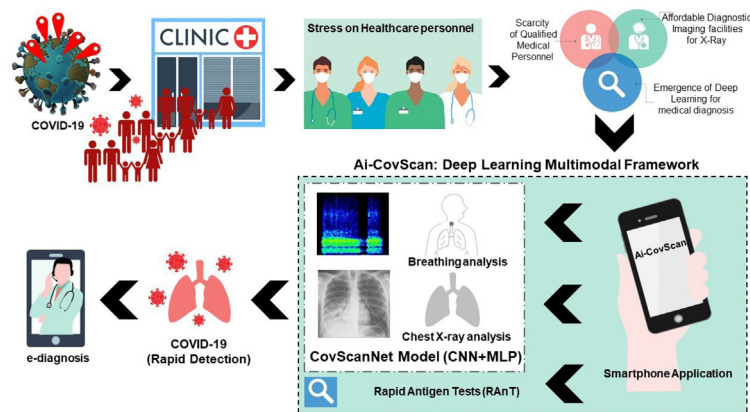 CLINIC
COVID-19
Stress on Healthcare personnel
Scarcity
of Qualified
Medical
Personnel
Affordable Diagnostic
Imaging facilities
for X-Ray
Emergence of Deep
Learning for
medical diagnosis
Ai-CovScan: Deep Learning Multimodal Framework
Ai-CovScan
Smartphone Application
Breathing analysis
Chest X-ray analysis
CovScanNet Model (CNN+MLP)
Rapid Antigen Tests (RAnT)
COVID-19
(Rapid Detection)
e-diagnosis